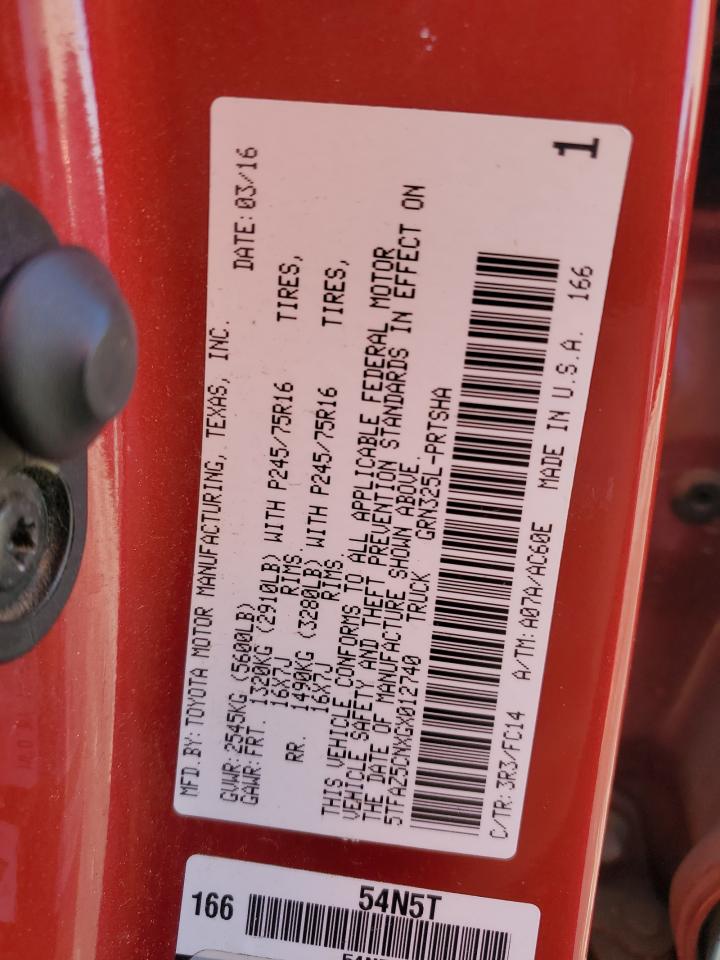 MFD.BY:TOYOTA MOTOR MANUFACTURING, TEXAS, INC. DATE:03/16
GVWR:2545KG (5600LB)
GAWR:FRT. 1320KG (2910LB) WITH P245/75R16 TIRES,
16X7J RIMS
RR. 1490KG (3280LB) WITH P245/75R16 TIRES,
16X7J RIMS
THIS VEHICLE CONFORMS TO ALL APPLICABLE FEDERAL MOTOR
VEHICLE SAFETY AND THEFT PREVENTION STANDARDS IN EFFECT ON
THE DATE OF MANUFACTURE SHOWN ABOVE.
5TFAZ5CNXGX012740 TRUCK GRN325L-PRTSHA
C/TR:3R3/FC14 A/TM:A07A/AC60E MADE IN U.S.A. 166
1
166 54N5T